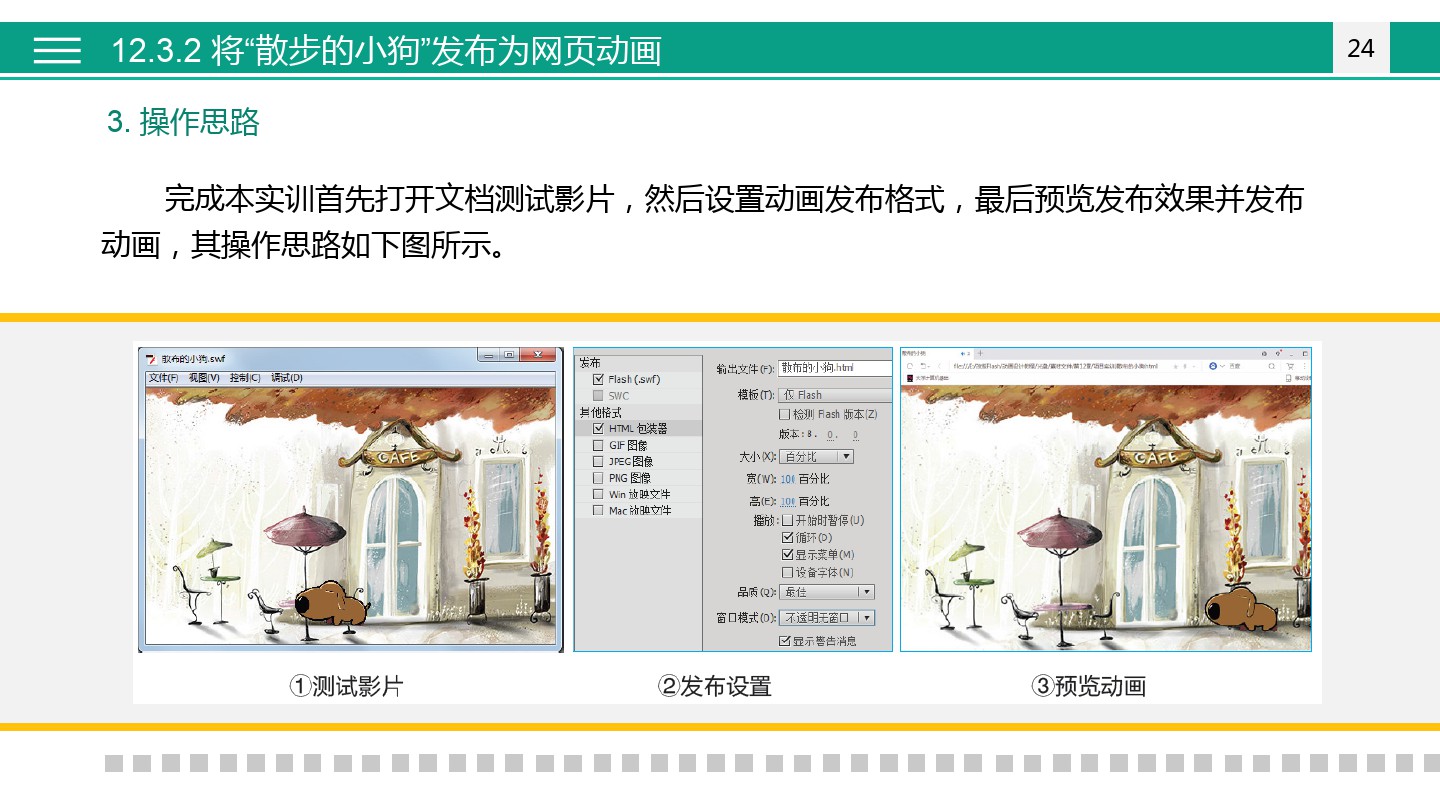 12.3.2 将“散步的小狗”发布为网页动画
24
3. 操作思路
完成本实训首先打开文档测试影片，然后设置动画发布格式，最后预览发布效果并发布
动画，其操作思路如下图所示。
散布的小狗.swf
文件(F) 视图(V) 控制(C) 调试(D)
CAFE
①测试影片
发布
Flash (.swf)
SWC
其他格式
HTML 包装器
GIF 图像
JPEG 图像
PNG 图像
Win 放映文件
Mac 放映文件
输出文件(F): 散布的小狗.html
模板(T): 仅 Flash
检测 Flash 版本(Z)
版本: 8. 0. 0
大小(X): 百分比
宽(W): 100 百分比
高(E): 100 百分比
播放: 开始时暂停(U)
循环(D)
显示菜单(M)
设备字体(N)
品质(Q): 最佳
窗口模式(O): 不透明无窗口
显示警告消息
②发布设置
散布的小狗
百度
CAFE
③预览动画